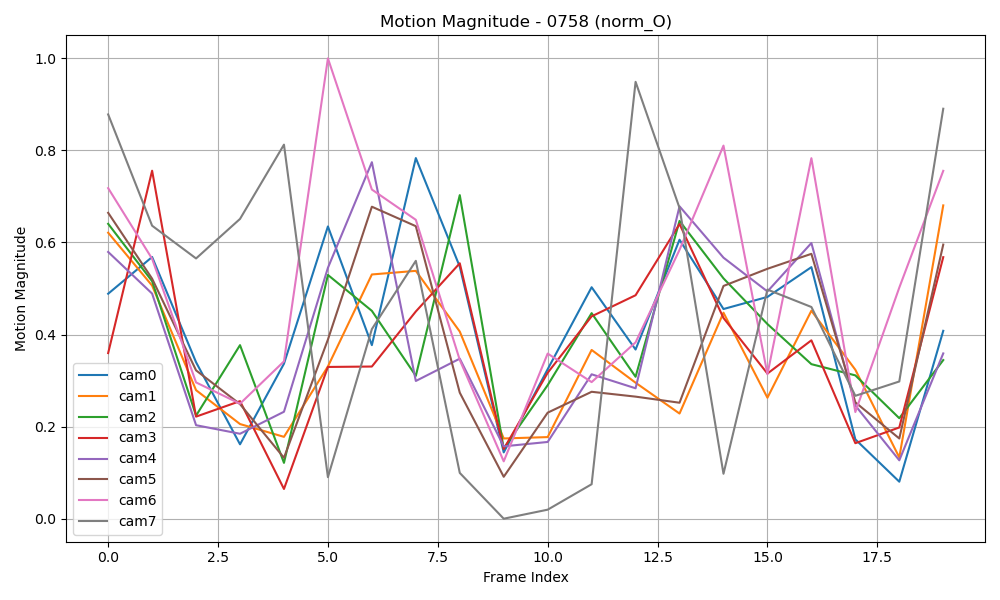 Motion Magnitude - 0758 (norm_O)
Motion Magnitude
1.0
0.8
0.6
0.4
0.2
0.0
cam0
cam1
cam2
cam3
cam4
cam5
cam6
cam7
0.0 2.5 5.0 7.5 10.0 12.5 15.0 17.5
Frame Index